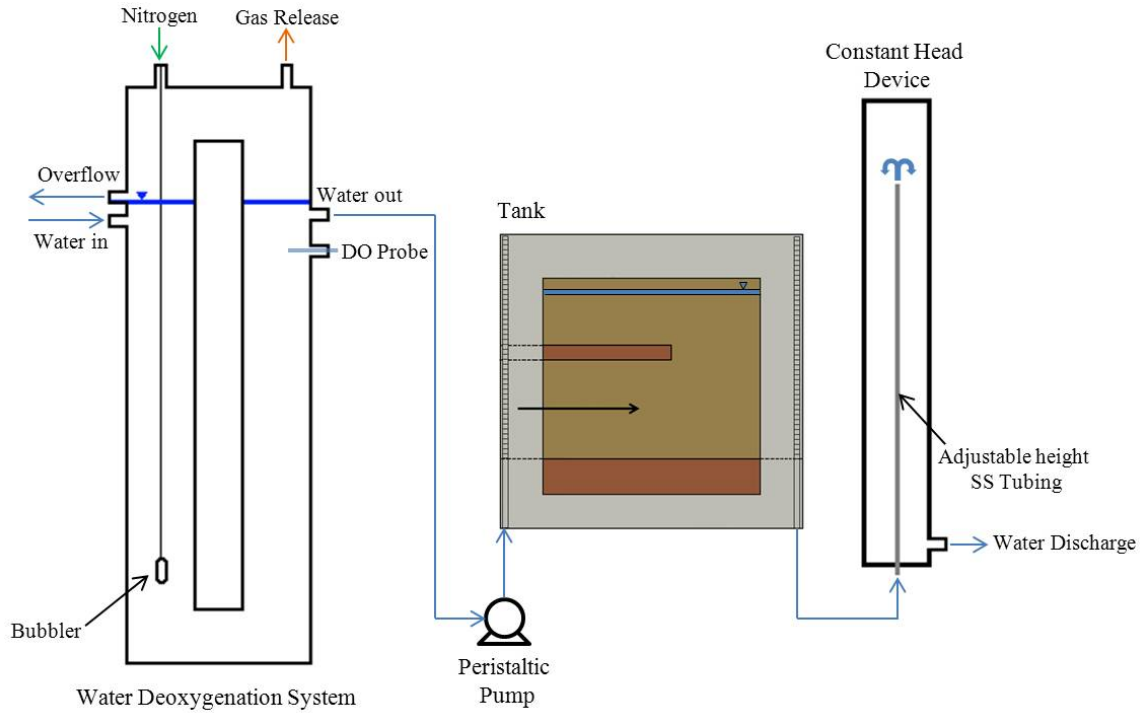 Nitrogen
Gas Release
Overflow
Water in
Water out
DO Probe
Bubbler
Water Deoxygenation System
Peristaltic
Pump
Tank
Constant Head
Device
Adjustable height
SS Tubing
Water Discharge